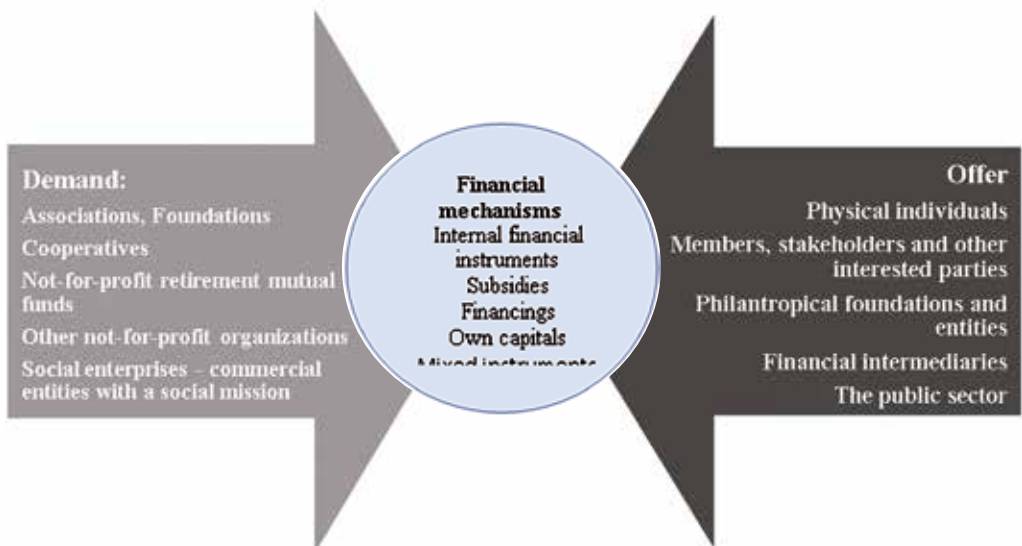 Demand:
Associations, Foundations
Cooperatives
Not-for-profit retirement mutual
funds
Other not-for-profit organizations
Social enterprises – commercial
entities with a social mission
Financial
mechanisms
Internal financial
instruments
Subsidies
Financings
Own capitals
Mixed instruments
Offer
Physical individuals
Members, stakeholders and other
interested parties
Philantropical foundations and
entities
Financial intermediaries
The public sector